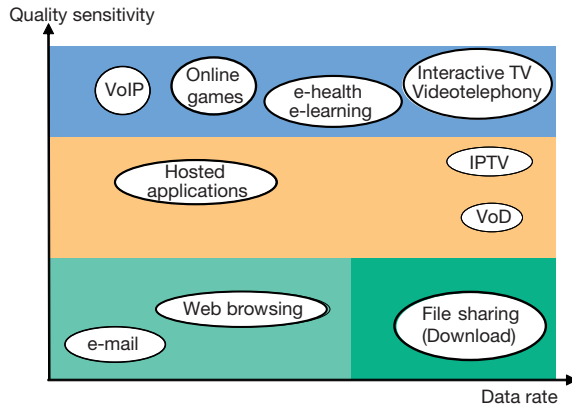 Quality sensitivity
VoIP
Online
games
e-health
e-learning
Interactive TV
Videotelephony
Hosted
applications
IPTV
VoD
Web browsing
e-mail
File sharing
(Download)
Data rate